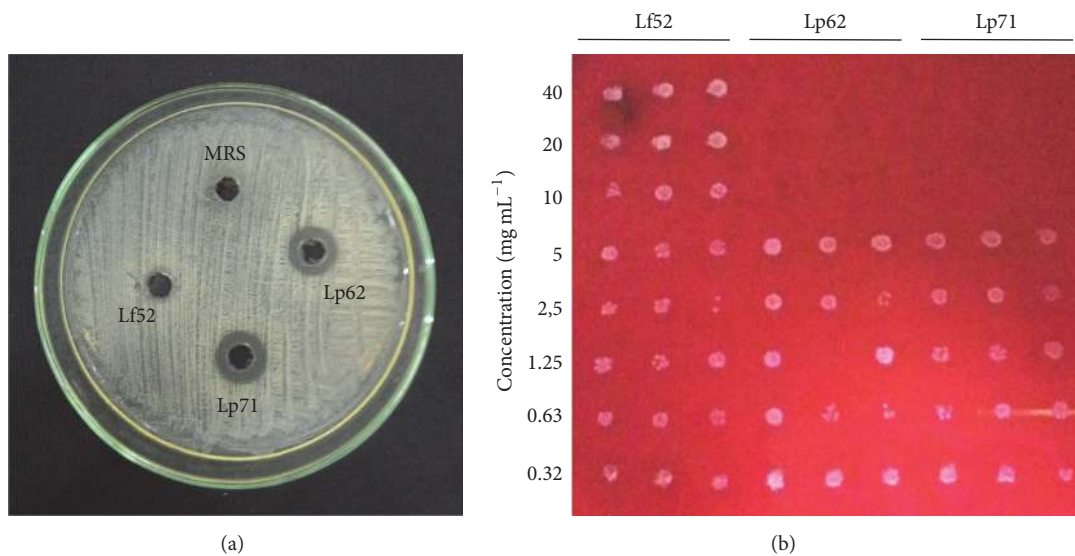 MRS
Lp62
Lf52
Lp71
(a)
Lf52 Lp62 Lp71
Concentration (mg mL⁻¹)
40
20
10
5
2,5
1.25
0.63
0.32
(b)